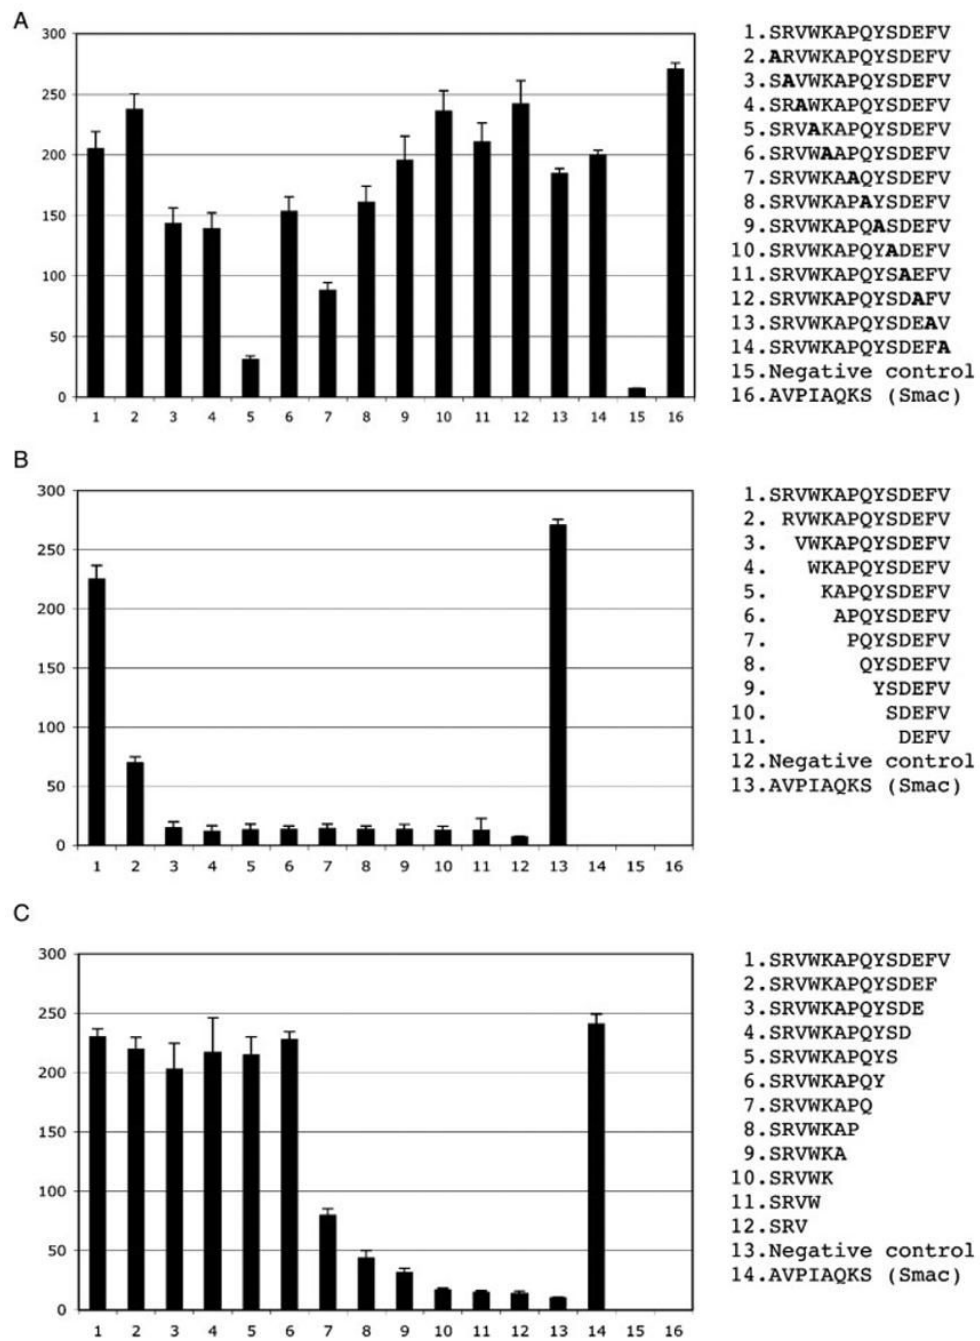 A
300
250
200
150
100
50
0
1 2 3 4 5 6 7 8 9 10 11 12 13 14 15 16
1.SRVWKAPQYSDEFV
2.ARVWKAPQYSDEFV
3.SAVWKAPQYSDEFV
4.SRAWKAPQYSDEFV
5.SRVAKAPQYSDEFV
6.SRVWAAPQYSDEFV
7.SRVWKAAQYSDEFV
8.SRVWKAPAYSDEFV
9.SRVWKAPQASDEFV
10.SRVWKAPQYADEFV
11.SRVWKAPQYSAEFV
12.SRVWKAPQYSDAFV
13.SRVWKAPQYSDEAV
14.SRVWKAPQYSDEFA
15.Negative control
16.AVPIAQKS (Smac)
B
300
250
200
150
100
50
0
1 2 3 4 5 6 7 8 9 10 11 12 13 14 15 16
1.SRVWKAPQYSDEFV
2. RVWKAPQYSDEFV
3. VWKAPQYSDEFV
4. WKAPQYSDEFV
5. KAPQYSDEFV
6. APQYSDEFV
7. PQYSDEFV
8. QYSDEFV
9. YSDEFV
10. SDEFV
11. DEFV
12.Negative control
13.AVPIAQKS (Smac)
C
300
250
200
150
100
50
0
1 2 3 4 5 6 7 8 9 10 11 12 13 14 15 16
1.SRVWKAPQYSDEFV
2.SRVWKAPQYSDEF
3.SRVWKAPQYSDE
4.SRVWKAPQYSD
5.SRVWKAPQYS
6.SRVWKAPQY
7.SRVWKAPQ
8.SRVWKAP
9.SRVWKA
10.SRVWK
11.SRVW
12.SRV
13.Negative control
14.AVPIAQKS (Smac)